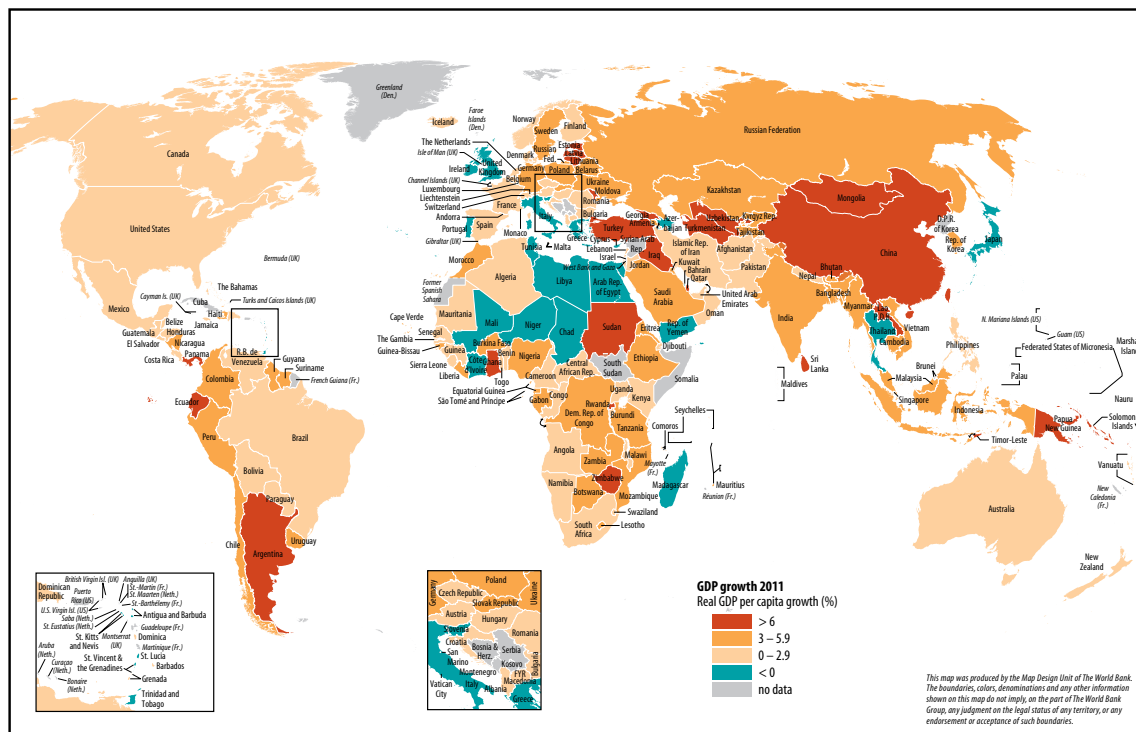 Greenland
(Den.)
Faroe
Islands
(Den.)
Iceland
Norway
Sweden
Finland
Russian Federation
Canada
The Netherlands
Isle of Man (UK)
Estonia
Latvia
Lithuania
Russian
Fed.
Denmark
United
Kingdom
Ireland
Germany
Poland
Belarus
Belgium
Channel Islands (UK)
Luxembourg
Liechtenstein
Switzerland
Ukraine
Moldova
Romania
Kazakhstan
Mongolia
France
Andorra
Bulgaria
Italy
Georgia
Armenia
Azer-
baijan
Uzbekistan
Kyrgyz Rep.
Turkmenistan
Tajikistan
D.P.R.
of Korea
Rep. of
Korea
Japan
United States
Portugal
Spain
Monaco
Turkey
Greece
Gibraltar (UK)
Tunisia
Malta
Cyprus
Syrian Arab
Rep.
Lebanon
Iraq
Islamic Rep.
of Iran
Afghanistan
China
Bermuda (UK)
Morocco
Israel
West Bank and Gaza
Jordan
Kuwait
Bahrain
Qatar
Pakistan
Nepal
Bhutan
Algeria
Libya
Arab Rep.
of Egypt
Saudi
Arabia
United Arab
Emirates
Oman
Bangladesh
Myanmar
Lao
P.D.R.
India
Former
Spanish
Sahara
Mexico
The Bahamas
Cayman Is. (UK)
Turks and Caicos Islands (UK)
Cuba
Haiti
Belize
Jamaica
Guatemala
Honduras
El Salvador
Nicaragua
Costa Rica
Panama
R.B. de
Venezuela
Guyana
Suriname
French Guiana (Fr.)
Colombia
Ecuador
Peru
Brazil
Bolivia
Paraguay
Chile
Argentina
Uruguay
Cape Verde
Mauritania
Mali
Niger
Chad
Sudan
Eritrea
Rep. of
Yemen
Djibouti
Senegal
The Gambia
Guinea-Bissau
Guinea
Sierra Leone
Liberia
Burkina Faso
Côte
d'Ivoire
Ghana
Benin
Togo
Nigeria
Cameroon
Central
African Rep.
South
Sudan
Ethiopia
Somalia
Equatorial Guinea
São Tomé and Príncipe
Gabon
Congo
Dem. Rep. of
Congo
Uganda
Kenya
Rwanda
Burundi
Tanzania
Seychelles
Comoros
Mayotte
(Fr.)
Angola
Zambia
Malawi
Zimbabwe
Mozambique
Madagascar
Mauritius
Réunion (Fr.)
Namibia
Botswana
South
Africa
Swaziland
Lesotho
Thailand
Vietnam
Cambodia
Sri
Lanka
Maldives
Philippines
N. Mariana Islands (US)
Guam (US)
Federated States of Micronesia
Marsha
Island
Palau
Brunei
Malaysia
Singapore
Indonesia
Timor-Leste
Papua
New Guinea
Nauru
Solomon
Islands
Vanuatu
New
Caledonia
(Fr.)
Australia
New
Zealand
Dominican
Republic
Puerto
Rico (US)
British Virgin Isl. (UK)
Anguilla (UK)
St.-Martin (Fr.)
St. Maarten (Neth.)
St.-Barthélemy (Fr.)
U.S. Virgin Isl. (US)
Saba (Neth.)
St. Eustatius (Neth.)
Antigua and Barbuda
Guadeloupe (Fr.)
St. Kitts
and Nevis
Montserrat
(UK)
Dominica
Martinique (Fr.)
St. Lucia
Aruba
(Neth.)
Curaçao
(Neth.)
Bonaire
(Neth.)
St. Vincent &
the Grenadines
Barbados
Grenada
Trinidad and
Tobago
Germany
Poland
Ukraine
Czech Republic
Slovak Republic
Austria
Hungary
Slovenia
Romania
Croatia
San
Marino
Bosnia &
Herz.
Serbia
Montenegro
Kosovo
Bulgaria
Vatican
City
Italy
Albania
FYR
Macedonia
Greece
GDP growth 2011
Real GDP per capita growth (%)
> 6
3 – 5.9
0 – 2.9
< 0
no data
This map was produced by the Map Design Unit of The World Bank.
The boundaries, colors, denominations and any other information
shown on this map do not imply, on the part of The World Bank
Group, any judgment on the legal status of any territory, or any
endorsement or acceptance of such boundaries.